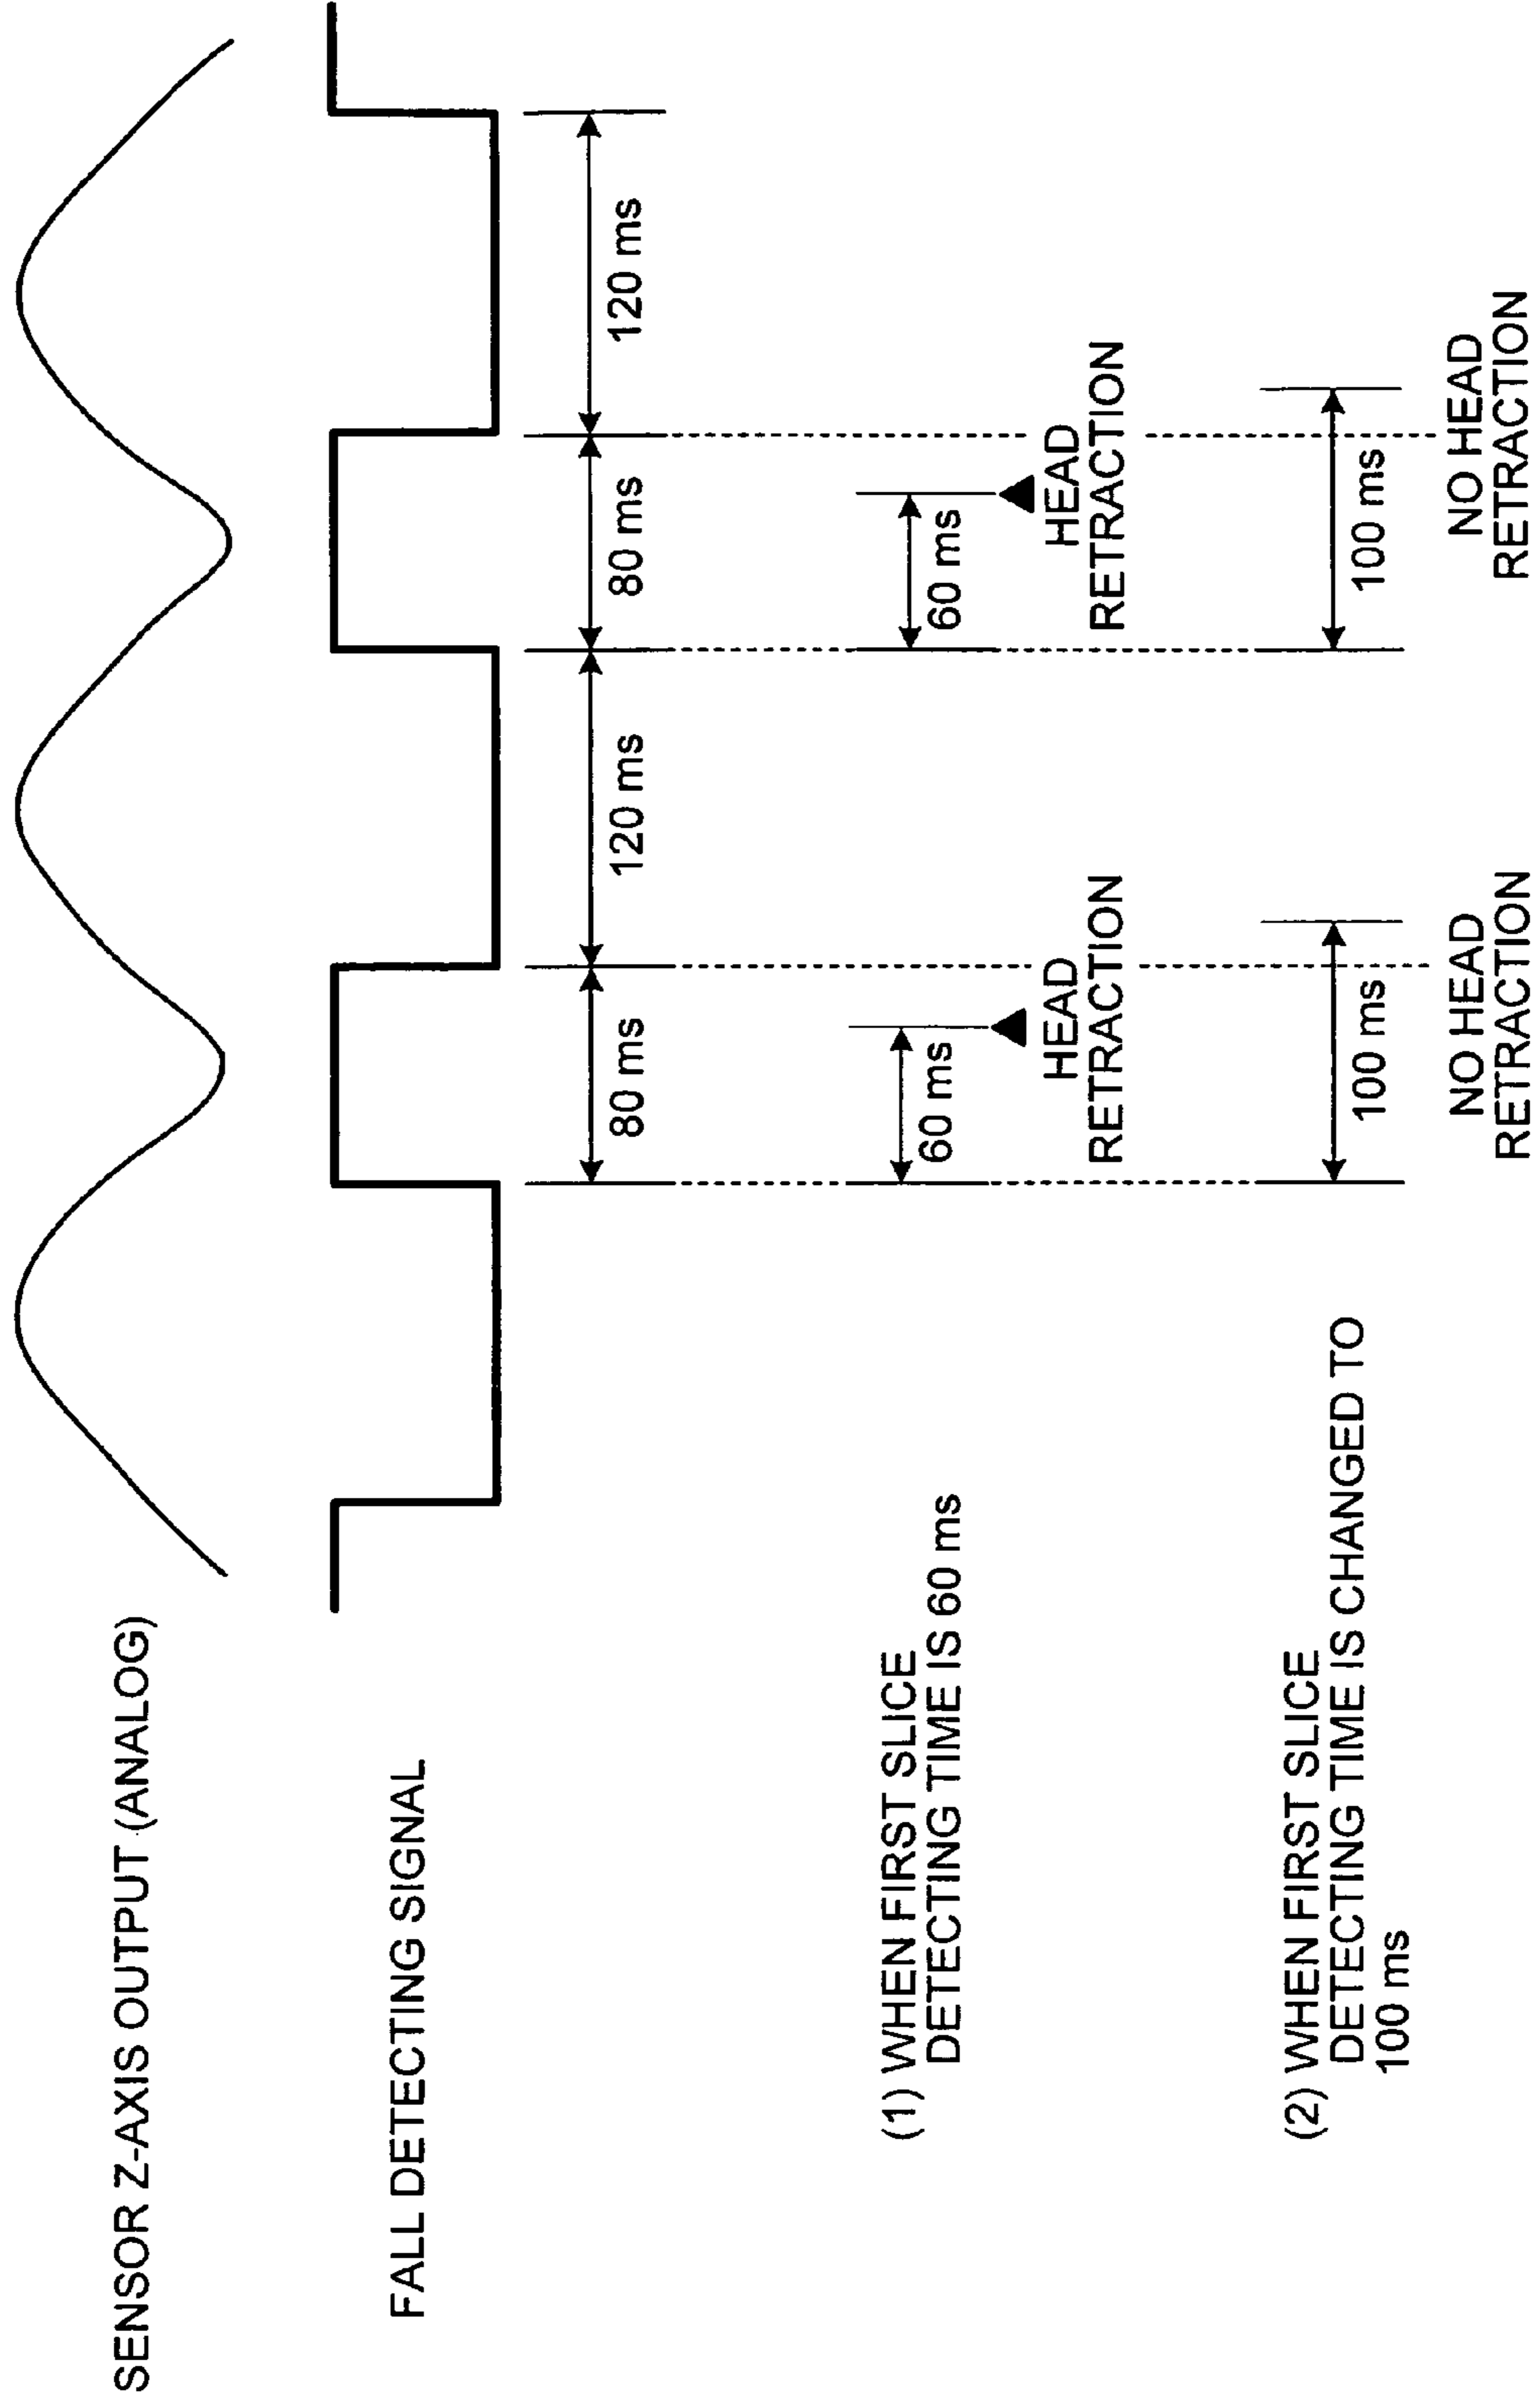 SENSOR Z-AXIS OUTPUT (ANALOG)
FALL DETECTING SIGNAL
80 ms
120 ms
80 ms
120 ms
(1) WHEN FIRST SLICE
DETECTING TIME IS 60 ms
60 ms
60 ms
HEAD
RETRACTION
HEAD
RETRACTION
(2) WHEN FIRST SLICE
DETECTING TIME IS CHANGED TO
100 ms
100 ms
100 ms
NO HEAD
RETRACTION
NO HEAD
RETRACTION